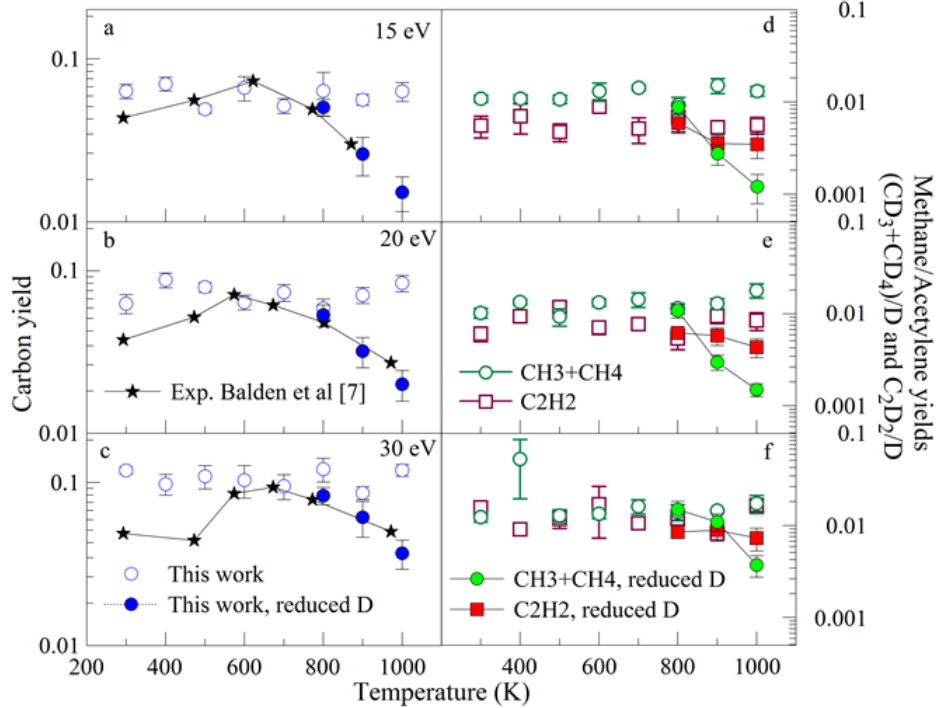 a
15 eV
0.1
0.01
b
20 eV
0.1
Exp. Balden et al [7]
0.01
c
30 eV
0.1
This work
This work, reduced D
0.01
200
400
600
800
1000
Carbon yield
d
0.1
0.01
0.001
e
0.1
0.01
CH3+CH4
C2H2
0.001
f
0.1
0.01
CH3+CH4, reduced D
C2H2, reduced D
0.001
400
600
800
1000
Temperature (K)
Methane/Acetylene yields
(CD₃+CD₄)/D and C₂D₂/D